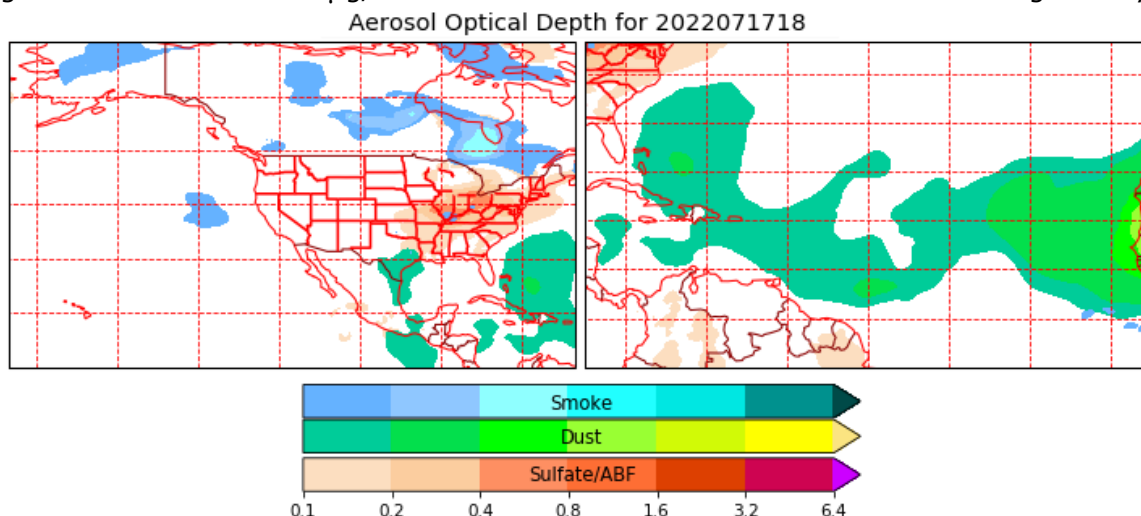 Aerosol Optical Depth for 2022071718
Smoke
Dust
Sulfate/ABF
0.1 0.2 0.4 0.8 1.6 3.2 6.4